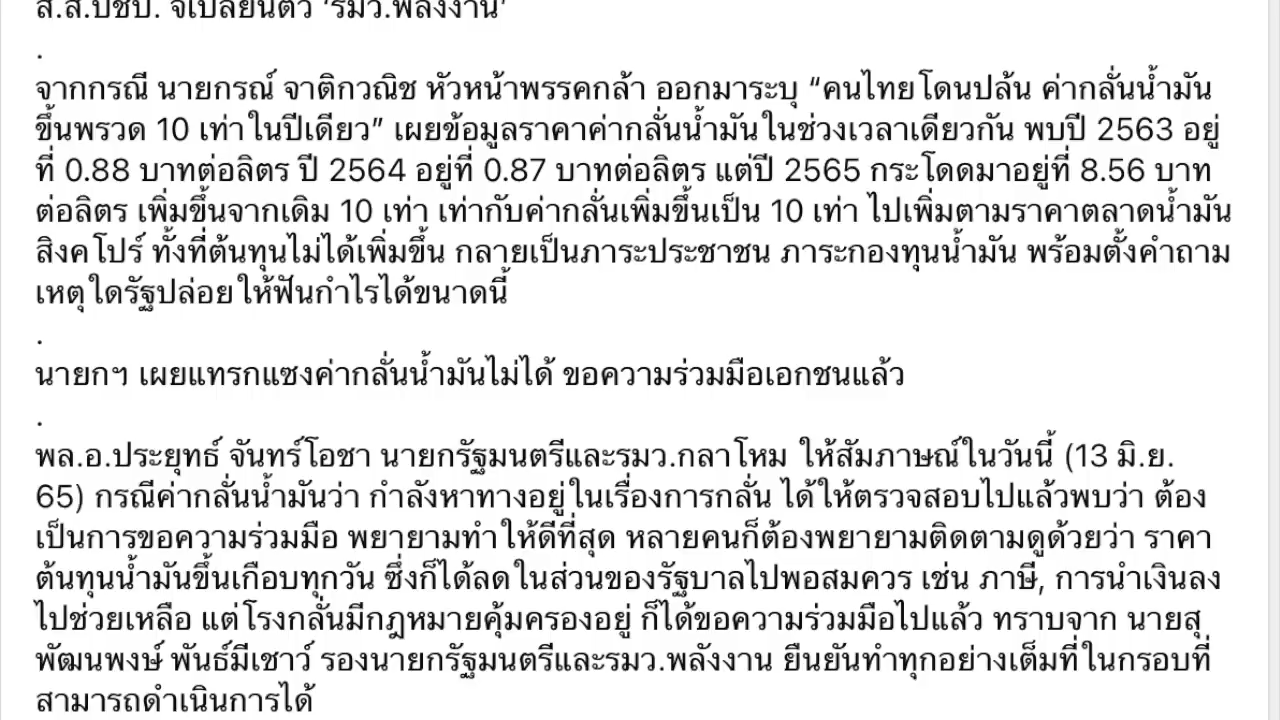 ส.ส.ปชป. จี้เปลี่ยนตัว ‘รมว.พลังงาน’
.
จากกรณี นายกรณ์ จาติกวณิช หัวหน้าพรรคกล้า ออกมาระบุ “คนไทยโดนปล้น ค่ากลั่นน้ำมัน
ขึ้นพรวด 10 เท่าในปีเดียว” เผยข้อมูลราคาค่ากลั่นน้ำมันในช่วงเวลาเดียวกัน พบปี 2563 อยู่
ที่ 0.88 บาทต่อลิตร ปี 2564 อยู่ที่ 0.87 บาทต่อลิตร แต่ปี 2565 กระโดดมาอยู่ที่ 8.56 บาท
ต่อลิตร เพิ่มขึ้นจากเดิม 10 เท่า เท่ากับค่ากลั่นเพิ่มขึ้นเป็น 10 เท่า ไปเพิ่มตามราคาตลาดน้ำมัน
สิงคโปร์ ทั้งที่ต้นทุนไม่ได้เพิ่มขึ้น กลายเป็นภาระประชาชน ภาระกองทุนน้ำมัน พร้อมตั้งคำถาม
เหตุใดรัฐปล่อยให้ฟันกำไรได้ขนาดนี้
.
นายกฯ เผยแทรกแซงค่ากลั่นน้ำมันไม่ได้ ขอความร่วมมือเอกชนแล้ว
.
พล.อ.ประยุทธ์ จันทร์โอชา นายกรัฐมนตรีและรมว.กลาโหม ให้สัมภาษณ์ในวันนี้ (13 มิ.ย.
65) กรณีค่ากลั่นน้ำมันว่า กำลังหาทางอยู่ในเรื่องการกลั่น ได้ให้ตรวจสอบไปแล้วพบว่า ต้อง
เป็นการขอความร่วมมือ พยายามทำให้ดีที่สุด หลายคนก็ต้องพยายามติดตามดูด้วยว่า ราคา
ต้นทุนน้ำมันขึ้นเกือบทุกวัน ซึ่งก็ได้ลดในส่วนของรัฐบาลไปพอสมควร เช่น ภาษี, การนำเงินลง
ไปช่วยเหลือ แต่โรงกลั่นมีกฎหมายคุ้มครองอยู่ ก็ได้ขอความร่วมมือไปแล้ว ทราบจาก นายสุ
พัฒนพงษ์ พันธ์มีเชาว์ รองนายกรัฐมนตรีและรมว.พลังงาน ยืนยันทำทุกอย่างเต็มที่ในกรอบที่
สามารถดำเนินการได้